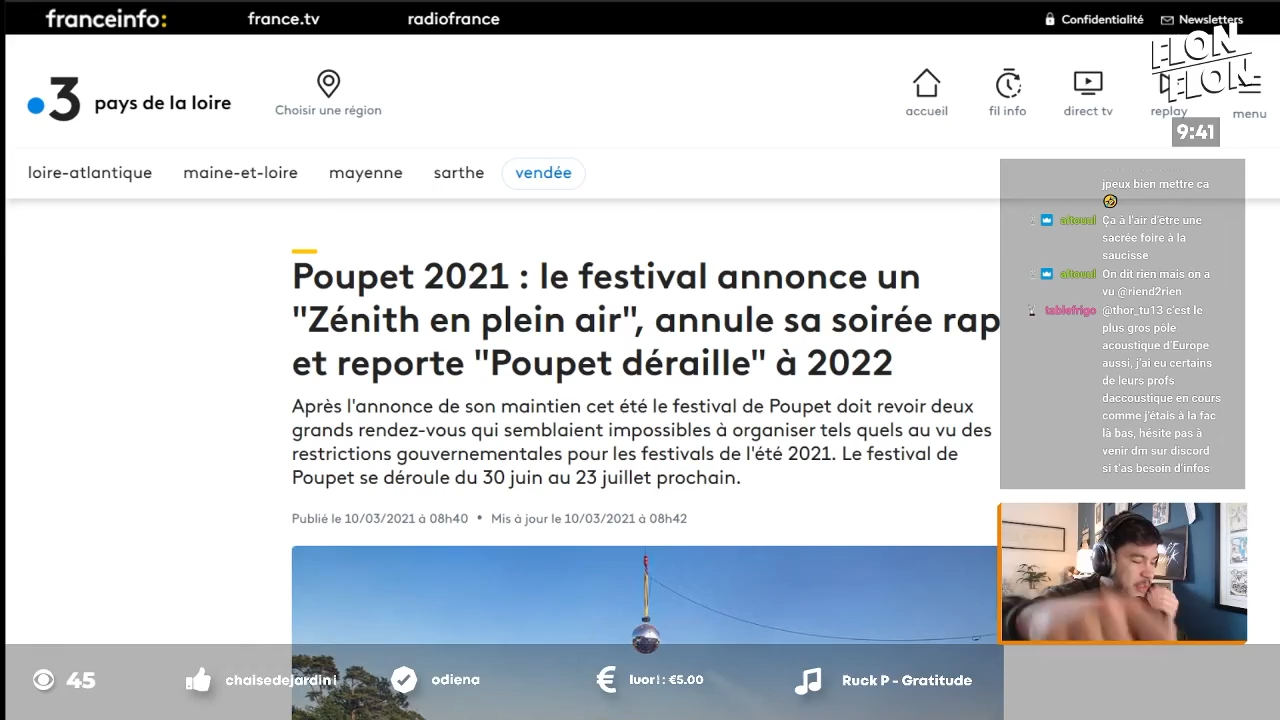 franceinfo:
france.tv
radiofrance
Confidentialité
Newsletters
FLON
FLON
3 pays de la loire
Choisir une région
accueil
fil info
direct tv
replay
menu
9:41
loire-atlantique
maine-et-loire
mayenne
sarthe
vendée
Poupet 2021 : le festival annonce un
"Zénith en plein air", annule sa soirée rap
et reporte "Poupet déraille" à 2022
Après l'annonce de son maintien cet été le festival de Poupet doit revoir deux
grands rendez-vous qui semblaient impossibles à organiser tels quels au vu des
restrictions gouvernementales pour les festivals de l'été 2021. Le festival de
Poupet se déroule du 30 juin au 23 juillet prochain.
Publié le 10/03/2021 à 08h40 • Mis à jour le 10/03/2021 à 08h42
jpeux bien mettre ca
aitouul Ça à l'air d'être une
sacrée foire à la
saucisse
aitouul On dit rien mais on a
vu @riend2rien
tablefrigo @thor_tu13 c'est le
plus gros pôle
acoustique d'Europe
aussi, j'ai eu certains
de leurs profs
daccoustique en cours
comme j'étais à la fac
là bas, hésite pas à
venir dm sur discord
si t'as besoin d'infos
45
chaisedejardin1
odiena
luor! : €5.00
Ruck P - Gratitude